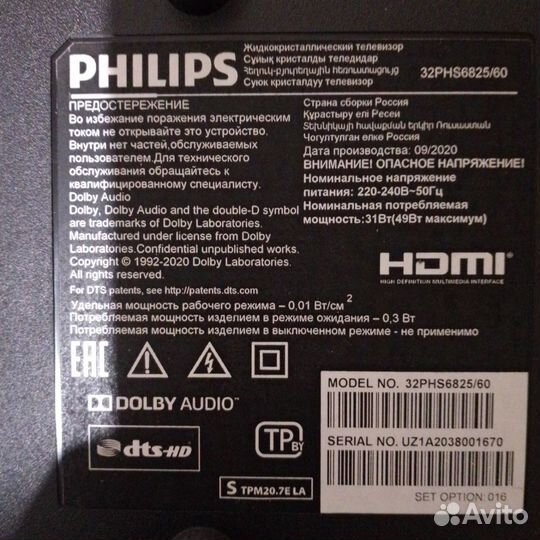 PHILIPS
Жидкокристаллический телевизор
Сұйық кристалды теледидар
Հեղուկ-բյուրեղային հեռուստացույց
Суюк кристалдуу телевизор
32PHS6825/60
ПРЕДОСТЕРЕЖЕНИЕ
Во избежание поражения электрическим
током не открывайте это устройство.
Внутри нет частей,обслуживаемых
пользователем.Для технического
обслуживания обращайтесь к
квалифицированному специалисту.
Dolby Audio
Dolby, Dolby Audio and the double-D symbol
are trademarks of Dolby Laboratories.
Manufactured under license from Dolby
Laboratories.Confidential unpublished works.
Copyright © 1992-2020 Dolby Laboratories.
All rights reserved.
For DTS patents, see http://patents.dts.com
Страна сборки Россия
Құрастыру елі Ресей
Տեխնիկայի հավաքման երկիր Ռուսաստան
Чогултулган өлкө Россия
Дата производства: 09/2020
ВНИМАНИЕ! ОПАСНОЕ НАПРЯЖЕНИЕ!
Номинальное напряжение
питания: 220-240В~50Гц
Номинальная потребляемая
мощность:31Вт(49Вт максимум)
HDMI
HIGH DEFINITION MULTIMEDIA INTERFACE
Удельная мощность рабочего режима – 0,01 Вт/см2
Потребляемая мощность изделием в режиме ожидания – 0,3 Вт
Потребляемая мощность изделием в выключенном режиме - не применимо
EAC
DOLBY AUDIO™
dts-HD
TP BY
S TPM20.7E LA
MODEL NO. 32PHS6825/60
SERIAL NO. UZ1A2038001670
SET OPTION: 016
Avito